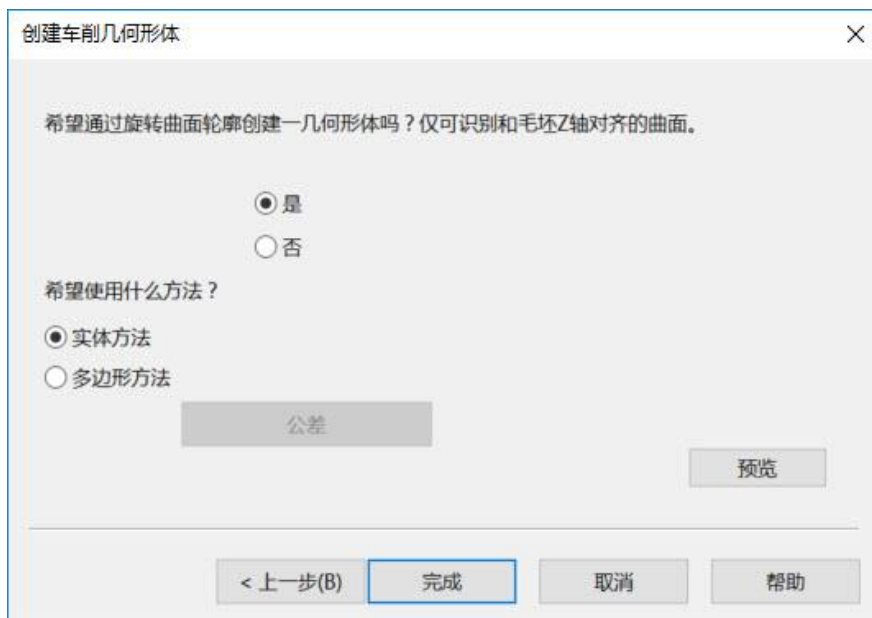 创建车削几何形体
希望通过旋转曲面轮廓创建一几何形体吗？仅可识别和毛坯Z轴对齐的曲面。
是
否
希望使用什么方法？
实体方法
多边形方法
公差
预览
< 上一步(B) 完成 取消 帮助